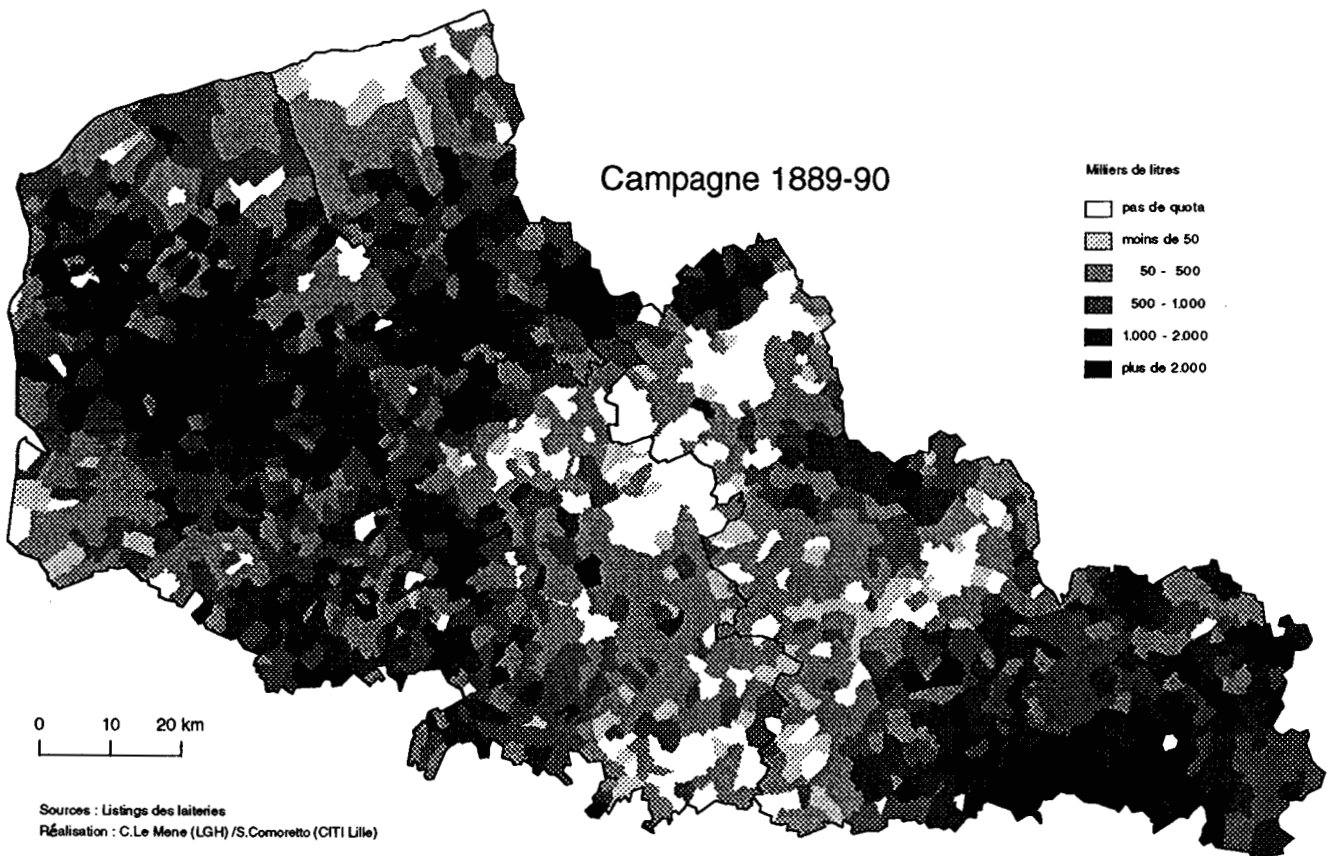 Campagne 1889-90
Milliers de litres
pas de quota
moins de 50
50 - 500
500 - 1.000
1.000 - 2.000
plus de 2.000
0 10 20 km
Sources : Listings des laiteries
Réalisation : C.Le Mene (LGH) /S.Comoretto (CITI Lille)